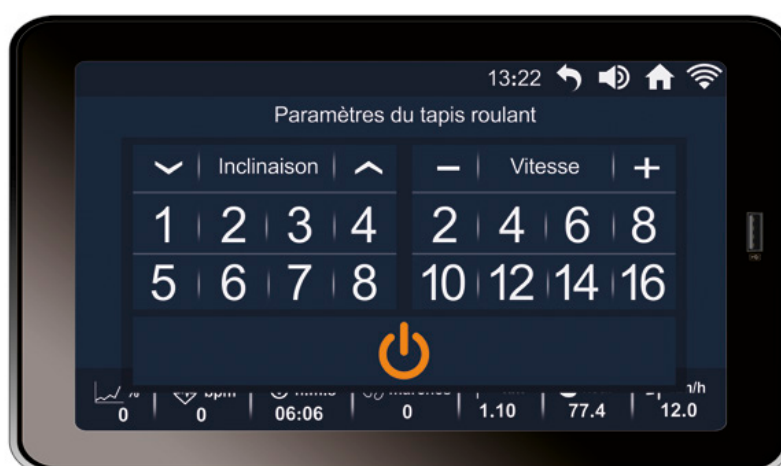 13:22
Paramètres du tapis roulant
Inclinaison Vitesse
1 2 3 4 2 4 6 8
5 6 7 8 10 12 14 16
% bpm
0 0 06:06 0 1.10 77.4 12.0